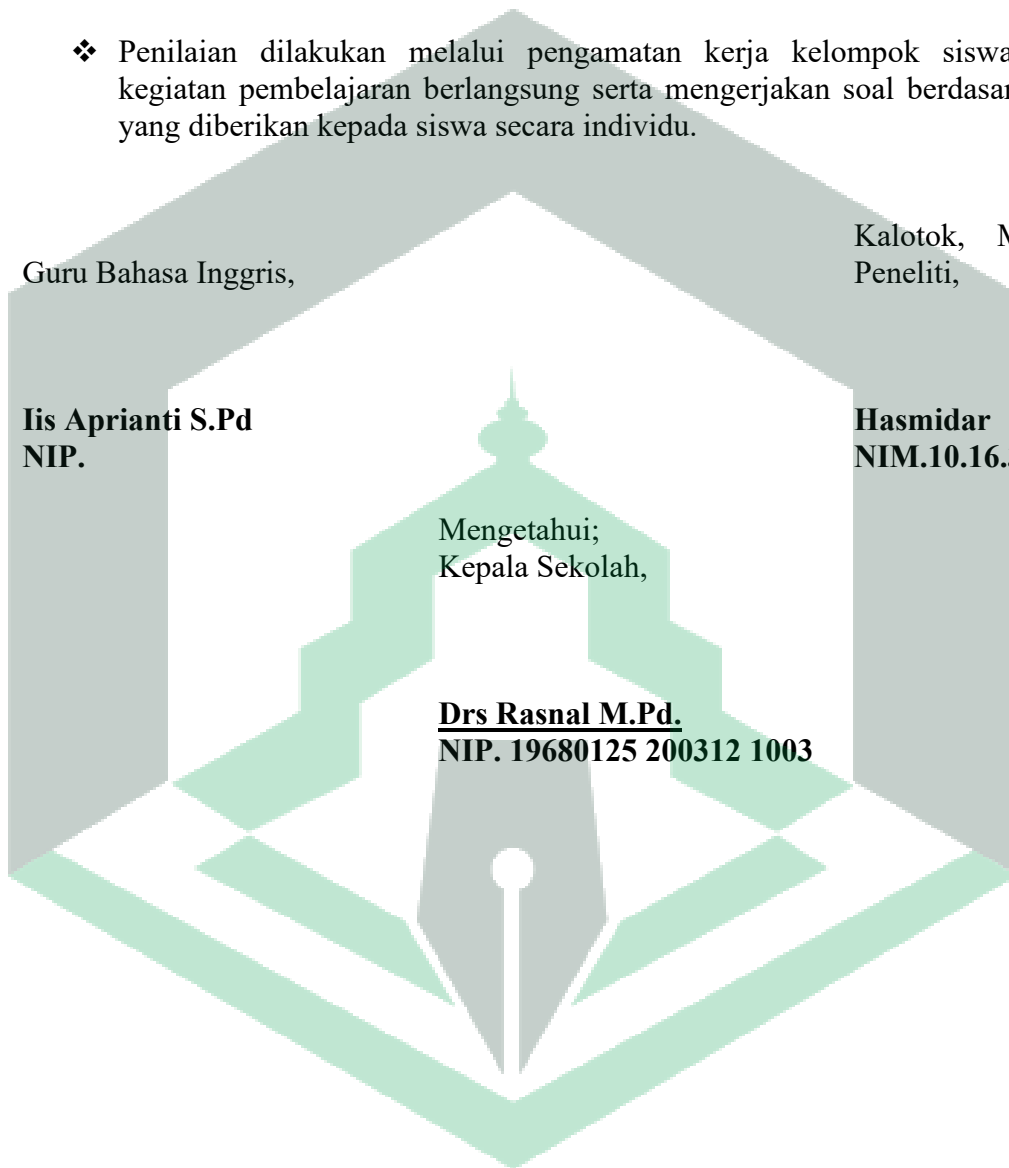 ❖ Penilaian dilakukan melalui pengamatan kerja kelompok siswa
kegiatan pembelajaran berlangsung serta mengerjakan soal
yang diberikan kepada siswa secara individu.
Kalotok,
Guru Bahasa Inggris,
Peneliti,
Iis Aprianti S.Pd
Hasmidar
NIP.
NIM.10.16.
Mengetahui;
Kepala Sekolah,
Drs Rasnal M.Pd.
NIP. 19680125 200312 1003